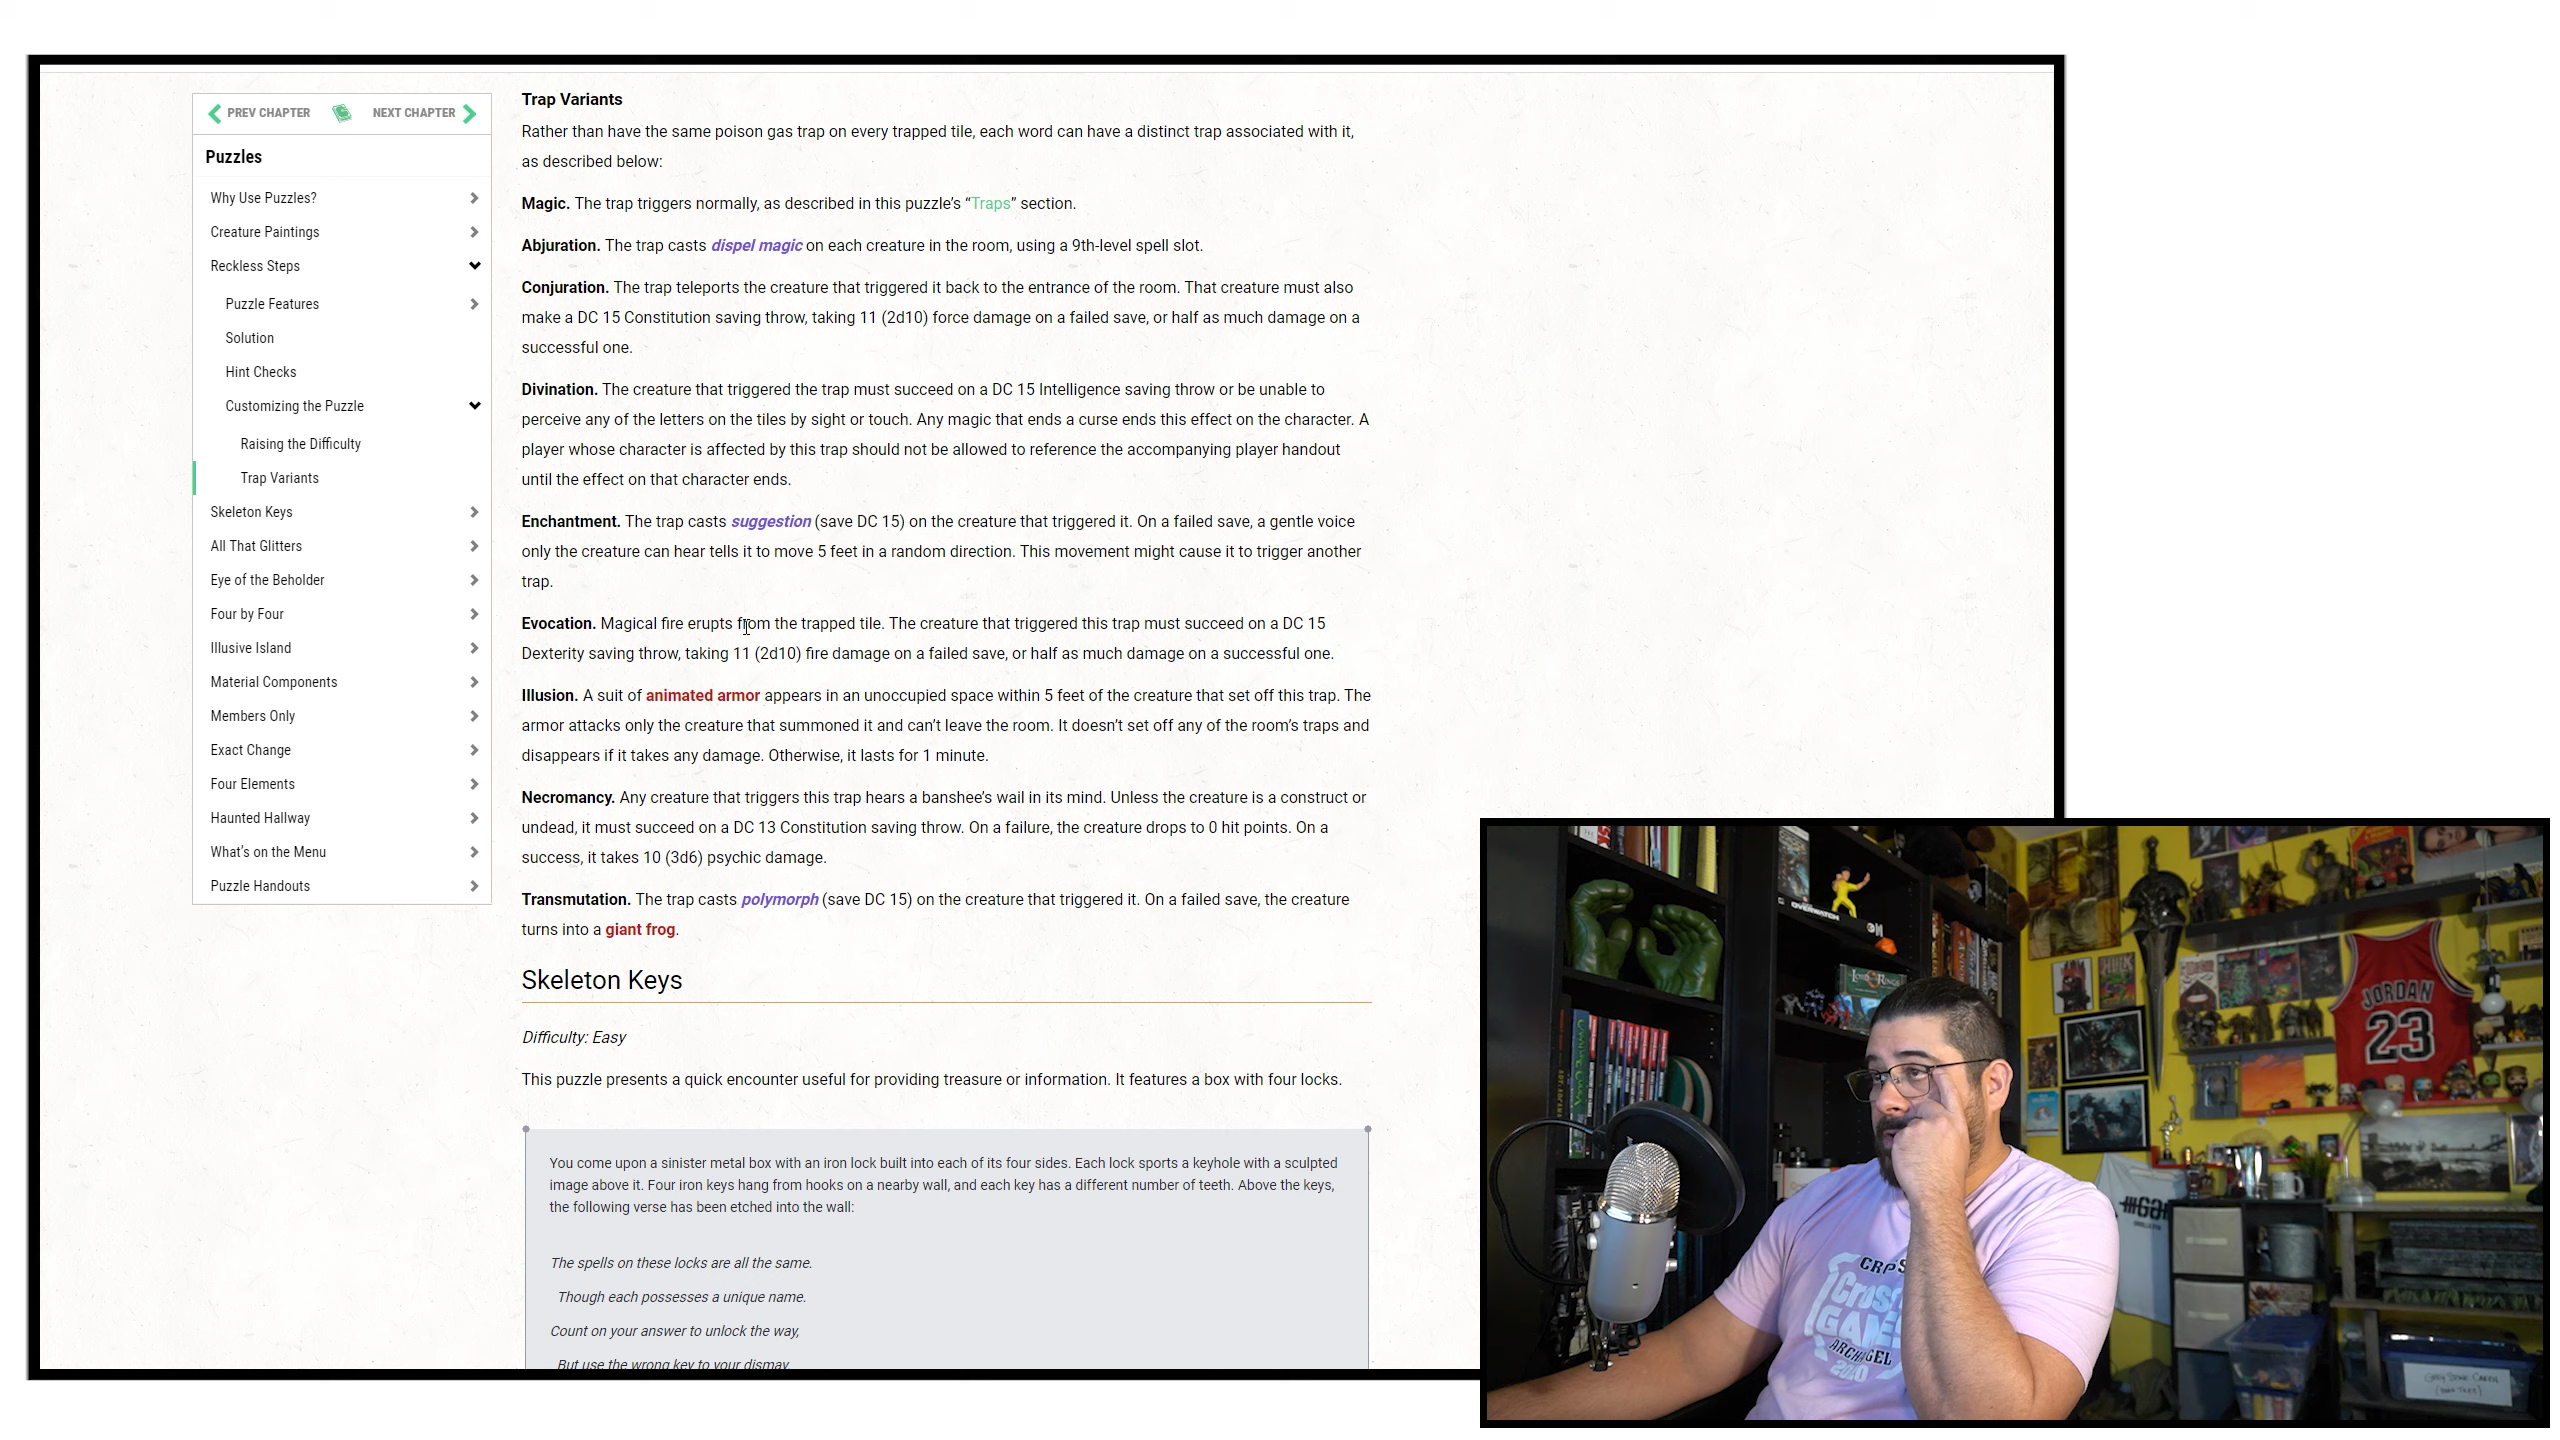 PREV CHAPTER
NEXT CHAPTER
Puzzles
Why Use Puzzles?
Creature Paintings
Reckless Steps
Puzzle Features
Solution
Hint Checks
Customizing the Puzzle
Raising the Difficulty
Trap Variants
Skeleton Keys
All That Glitters
Eye of the Beholder
Four by Four
Illusive Island
Material Components
Members Only
Exact Change
Four Elements
Haunted Hallway
What's on the Menu
Puzzle Handouts
Trap Variants
Rather than have the same poison gas trap on every trapped tile, each word can have a distinct trap associated with it,
as described below:
Magic. The trap triggers normally, as described in this puzzle's “Traps” section.
Abjuration. The trap casts dispel magic on each creature in the room, using a 9th-level spell slot.
Conjuration. The trap teleports the creature that triggered it back to the entrance of the room. That creature must also
make a DC 15 Constitution saving throw, taking 11 (2d10) force damage on a failed save, or half as much damage on a
successful one.
Divination. The creature that triggered the trap must succeed on a DC 15 Intelligence saving throw or be unable to
perceive any of the letters on the tiles by sight or touch. Any magic that ends a curse ends this effect on the character. A
player whose character is affected by this trap should not be allowed to reference the accompanying player handout
until the effect on that character ends.
Enchantment. The trap casts suggestion (save DC 15) on the creature that triggered it. On a failed save, a gentle voice
only the creature can hear tells it to move 5 feet in a random direction. This movement might cause it to trigger another
trap.
Evocation. Magical fire erupts from the trapped tile. The creature that triggered this trap must succeed on a DC 15
Dexterity saving throw, taking 11 (2d10) fire damage on a failed save, or half as much damage on a successful one.
Illusion. A suit of animated armor appears in an unoccupied space within 5 feet of the creature that set off this trap. The
armor attacks only the creature that summoned it and can't leave the room. It doesn't set off any of the room's traps and
disappears if it takes any damage. Otherwise, it lasts for 1 minute.
Necromancy. Any creature that triggers this trap hears a banshee's wail in its mind. Unless the creature is a construct or
undead, it must succeed on a DC 13 Constitution saving throw. On a failure, the creature drops to 0 hit points. On a
success, it takes 10 (3d6) psychic damage.
Transmutation. The trap casts polymorph (save DC 15) on the creature that triggered it. On a failed save, the creature
turns into a giant frog.
Skeleton Keys
Difficulty: Easy
This puzzle presents a quick encounter useful for providing treasure or information. It features a box with four locks.
You come upon a sinister metal box with an iron lock built into each of its four sides. Each lock sports a keyhole with a sculpted
image above it. Four iron keys hang from hooks on a nearby wall, and each key has a different number of teeth. Above the keys,
the following verse has been etched into the wall:
The spells on these locks are all the same.
Though each possesses a unique name.
Count on your answer to unlock the way,
But use the wrong key to your dismay.
OVERWATCH
HULK
JORDAN
23
ARCHANGEL
2020